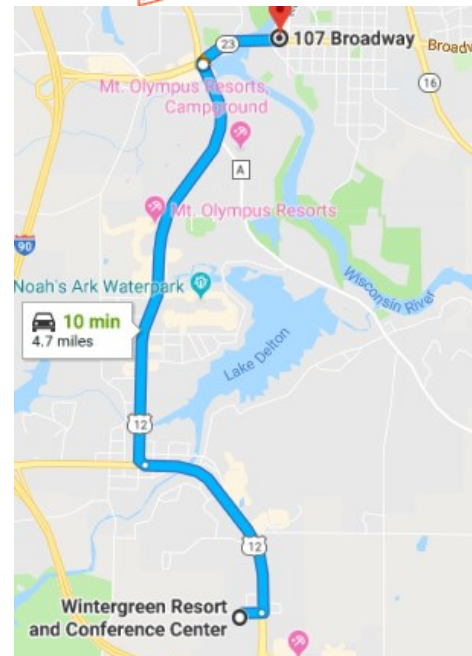 23
107 Broadway
Broadw
16
Mt. Olympus Resorts,
Campground
A
Mt. Olympus Resorts
90
Noah's Ark Waterpark
Wisconsin River
10 min
4.7 miles
Lake Delton
12
12
Wintergreen Resort
and Conference Center